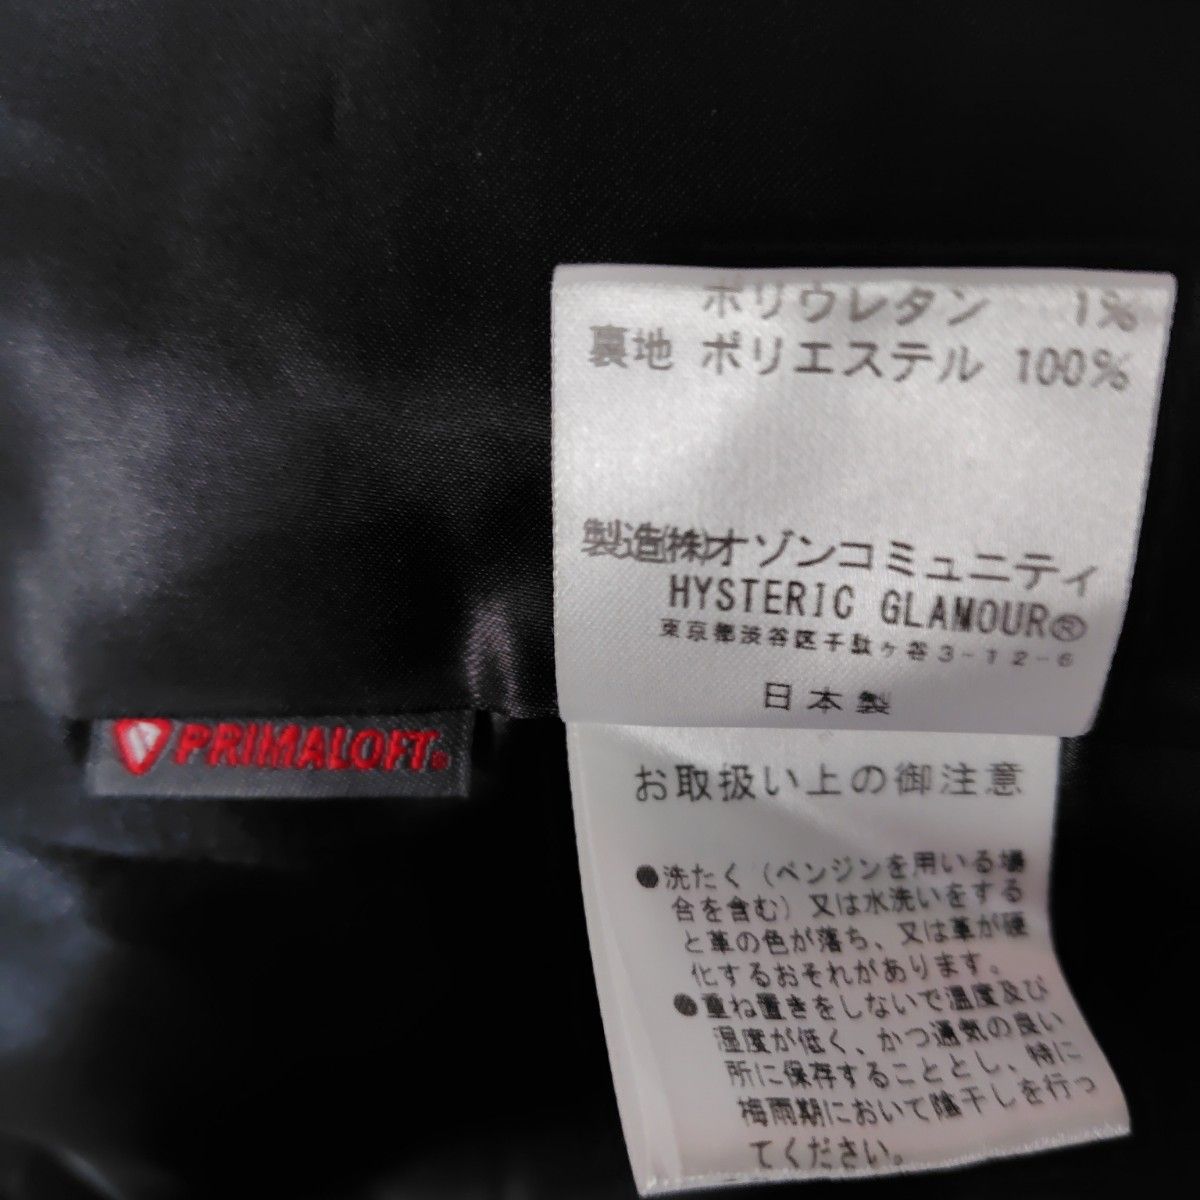 ポリウレタン 1%
裏地 ポリエステル 100%
製造㈱オゾンコミュニティ
HYSTERIC GLAMOUR®
東京都渋谷区千駄ヶ谷3-12-6
日本製
PRIMALOFT®
お取扱い上の御注意
●洗たく(ベンジンを用いる場
合を含む)又は水洗いをする
と革の色が落ち、又は革が硬
化するおそれがあります。
●重ね置きをしないで温度及び
湿度が低く、かつ通気の良い
所に保存することとし、特に
梅雨期において陰干しを行っ
てください。